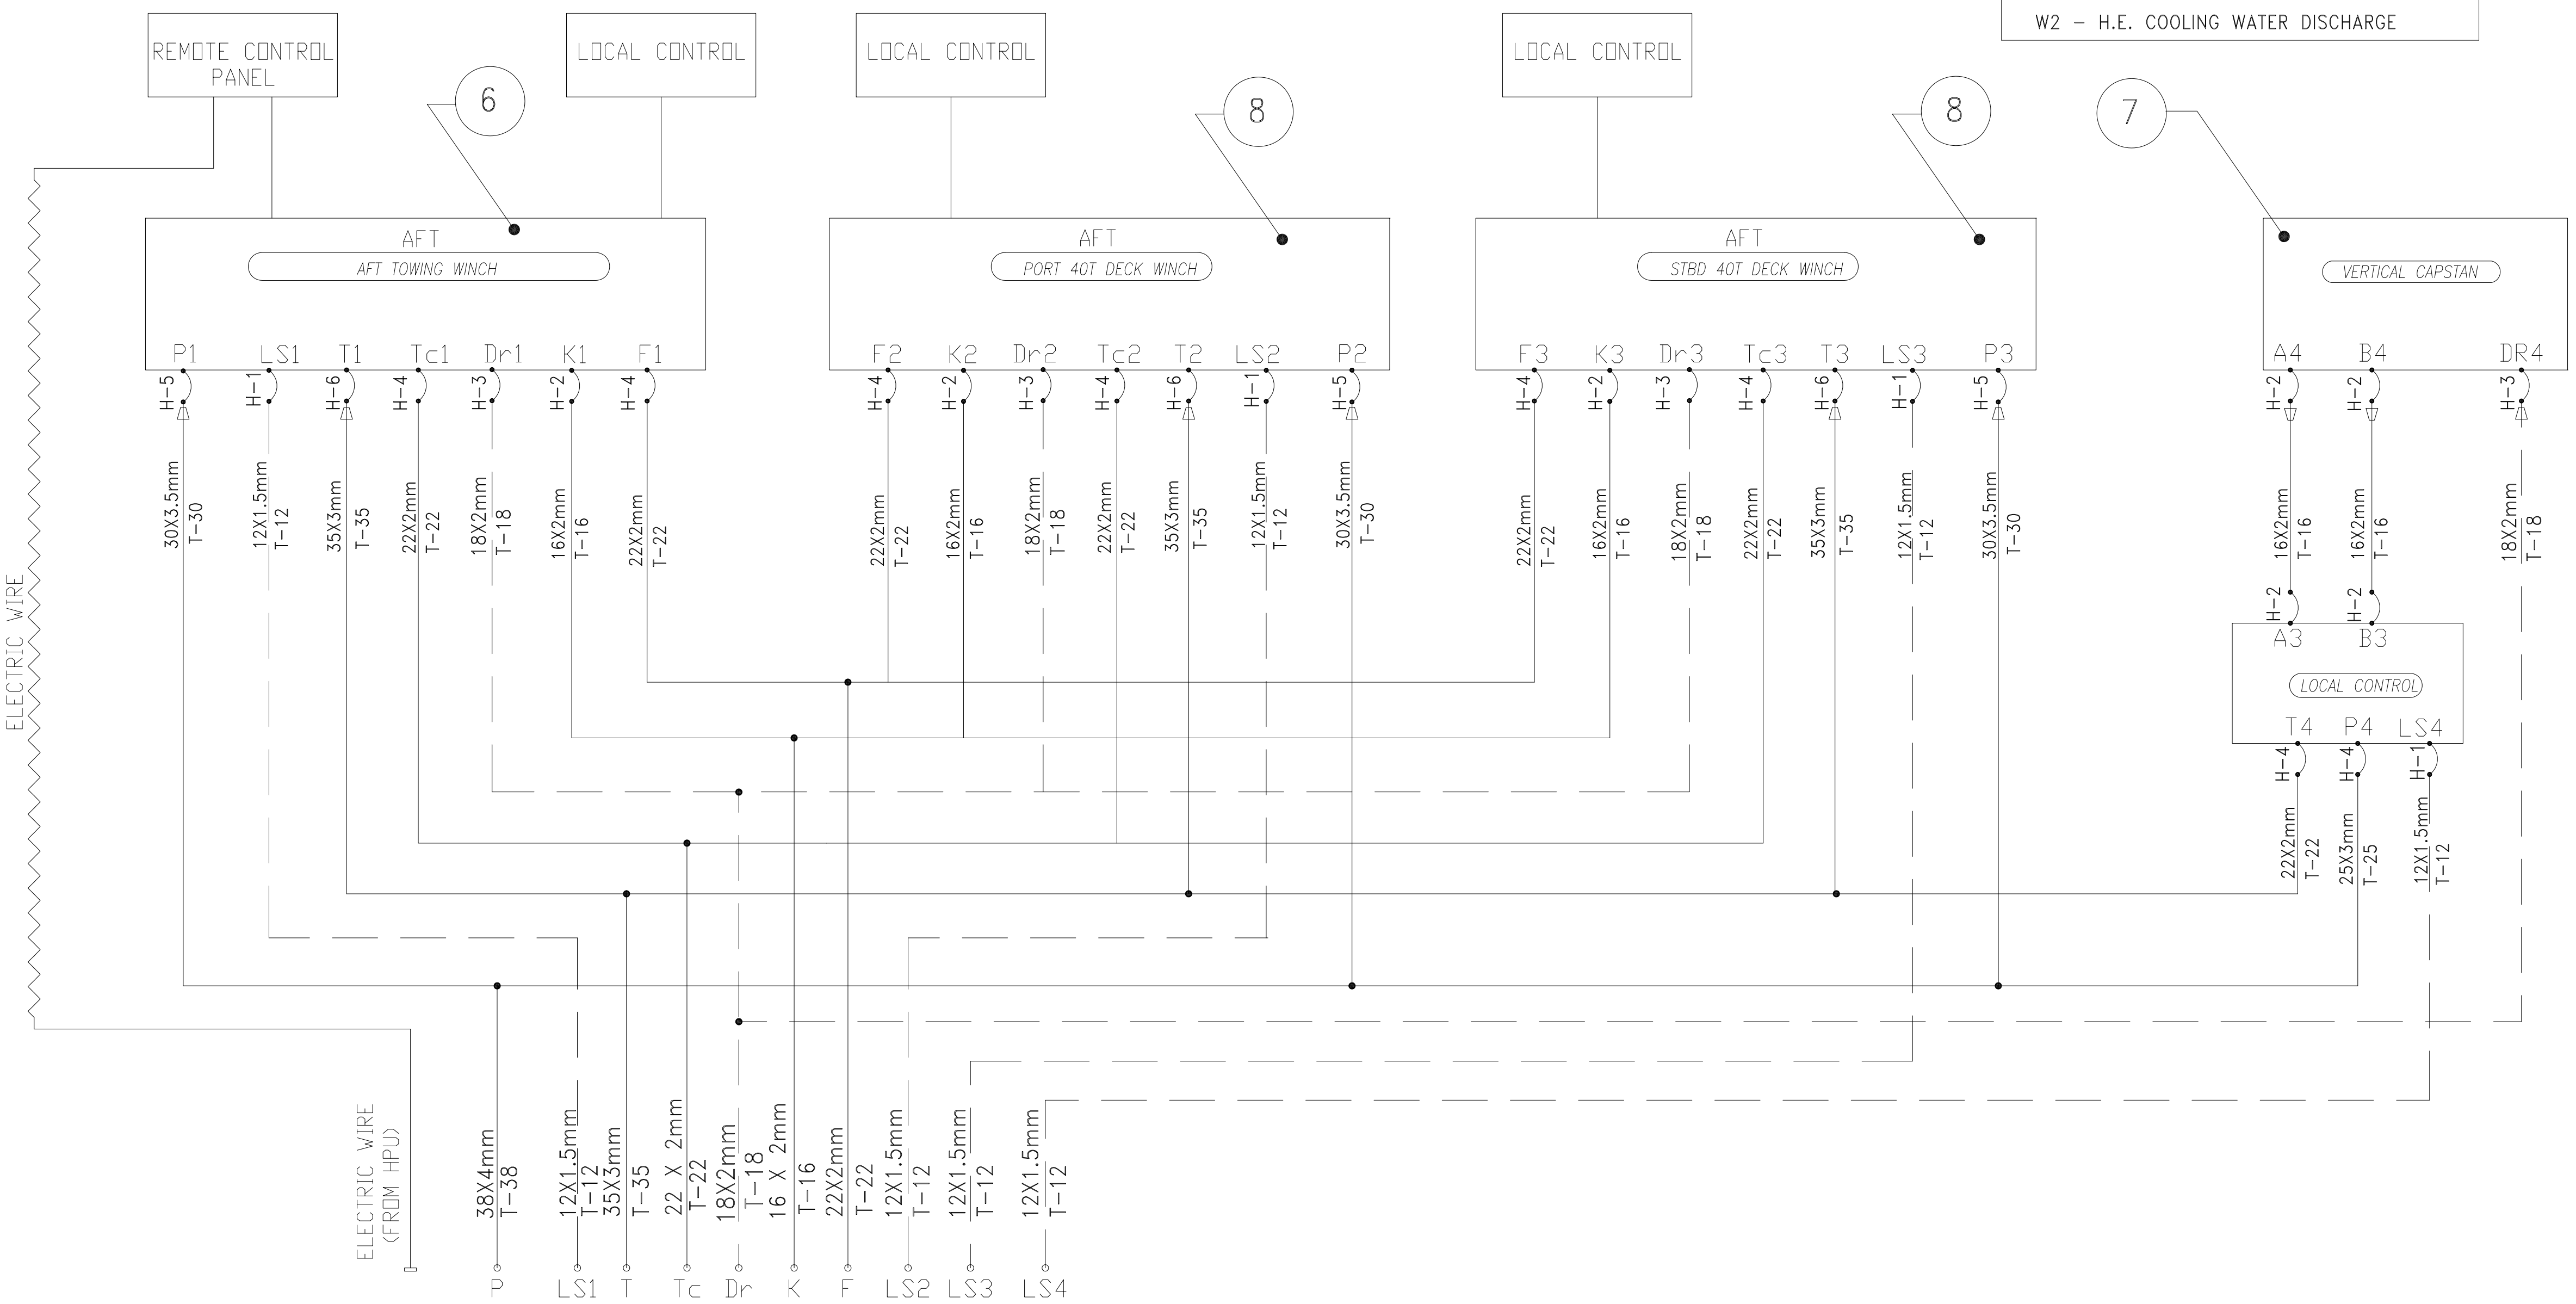 W2 - H.E. COOLING WATER DISCHARGE
REMOTE CONTROL
PANEL
LOCAL CONTROL
LOCAL CONTROL
LOCAL CONTROL
6
8
8
7
AFT
AFT TOWING WINCH
AFT
PORT 40T DECK WINCH
AFT
STBD 40T DECK WINCH
VERTICAL CAPSTAN
P1 LS1 T1 Tc1 Dr1 K1 F1
F2 K2 Dr2 Tc2 T2 LS2 P2
F3 K3 Dr3 Tc3 T3 LS3 P3
A4 B4 DR4
H-5 H-1 H-6 H-4 H-3 H-2 H-4
H-4 H-2 H-3 H-4 H-6 H-1 H-5
H-4 H-2 H-3 H-4 H-6 H-1 H-5
H-2 H-2 H-3
30X3.5mm
T-30
12X1.5mm
T-12
35X3mm
T-35
22X2mm
T-22
18X2mm
T-18
16X2mm
T-16
22X2mm
T-22
22X2mm
T-22
16X2mm
T-16
18X2mm
T-18
22X2mm
T-22
35X3mm
T-35
12X1.5mm
T-12
30X3.5mm
T-30
22X2mm
T-22
16X2mm
T-16
18X2mm
T-18
22X2mm
T-22
35X3mm
T-35
12X1.5mm
T-12
30X3.5mm
T-30
16X2mm
T-16
16X2mm
T-16
18X2mm
T-18
H-2 H-2
A3 B3
LOCAL CONTROL
T4 P4 LS4
H-4 H-4 H-1
22X2mm
T-22
25X3mm
T-25
12X1.5mm
T-12
ELECTRIC WIRE
ELECTRIC WIRE
(FROM HPU)
38X4mm
T-38
12X1.5mm
T-12
35X3mm
T-35
22 X 2mm
T-22
18X2mm
T-18
16 X 2mm
T-16
22X2mm
T-22
12X1.5mm
T-12
12X1.5mm
T-12
12X1.5mm
T-12
P LS1 T Tc Dr K F LS2 LS3 LS4